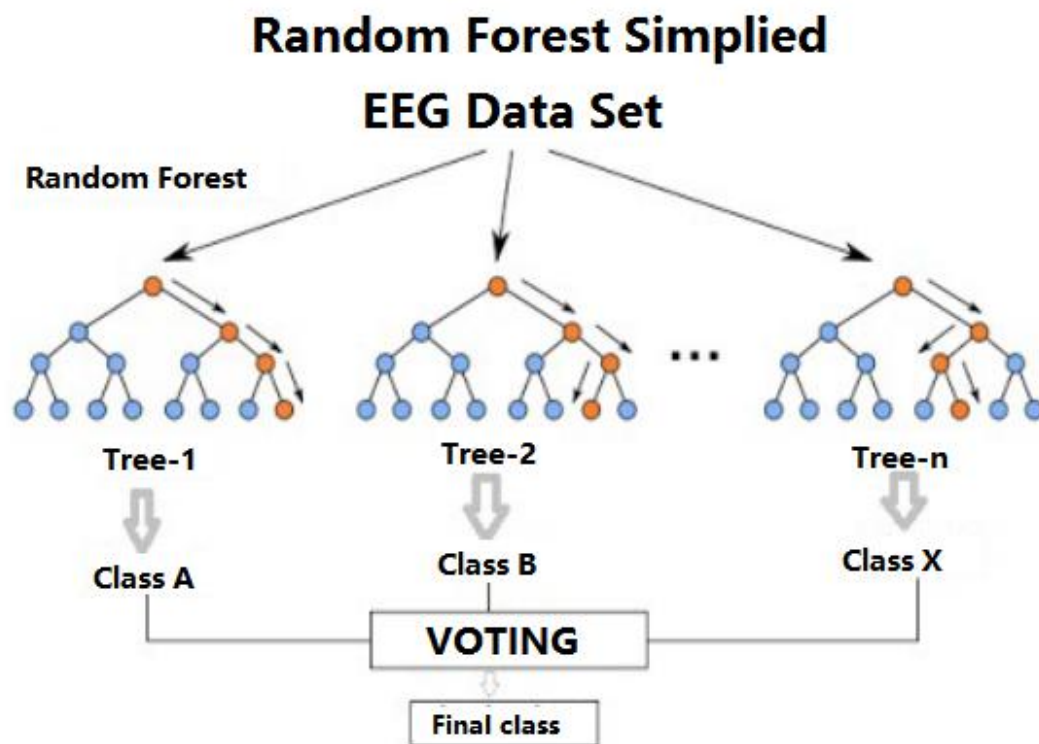 Random Forest Simplied
EEG Data Set
Random Forest
...
Tree-1
Tree-2
Tree-n
Class A
Class B
Class X
VOTING
Final class